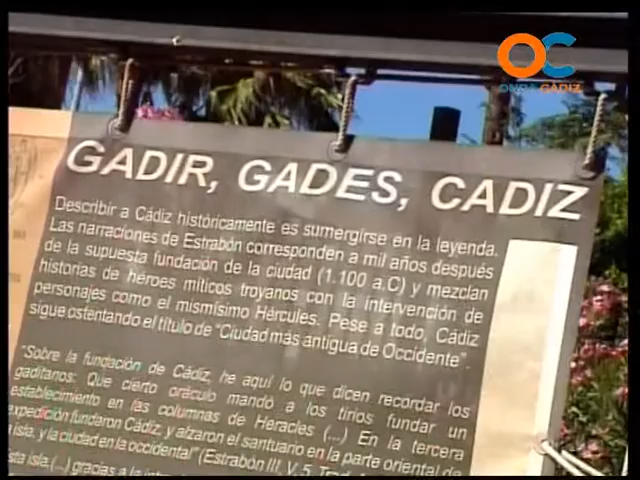 OC
ONDA CÁDIZ
GADIR, GADES, CADIZ
Describir a Cádiz históricamente es sumergirse en la leyenda.
Las narraciones de Estrabón corresponden a mil años después
de la supuesta fundación de la ciudad (1.100 a.C) y mezclan
historias de héroes míticos troyanos con la intervención de
personajes como el mismísimo Hércules. Pese a todo, Cádiz
sigue ostentando el título de "Ciudad más antigua de Occidente".
"Sobre la fundación de Cádiz, he aquí lo que dicen recordar los
gaditanos: Que cierto oráculo mandó a los tirios fundar un
establecimiento en las columnas de Heracles (...) En la tercera
expedición fundaron Cádiz, y alzaron el santuario en la parte oriental de
isla, y la ciudad en la occidental" (Estrabón III, V, 5. Trad.
esta isla.(...) gracias a la